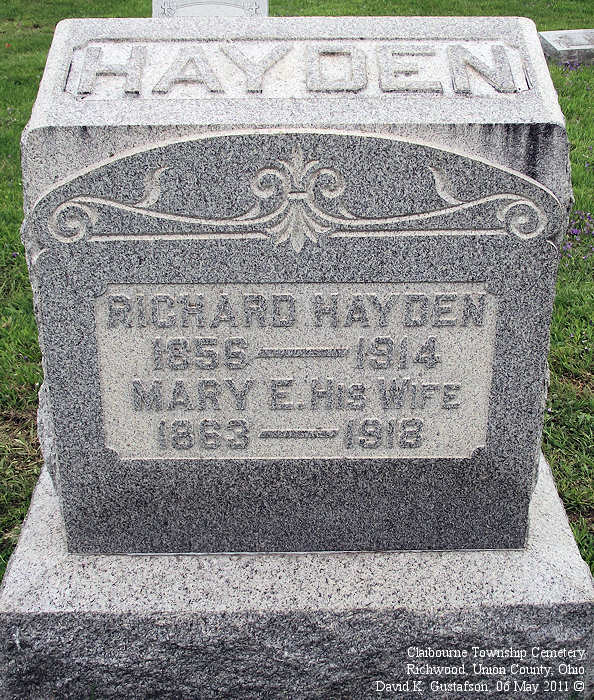 HAYDEN
RICHARD HAYDEN
1856 — 1914
MARY E. HIS WIFE
1863 — 1918
Claibourne Township Cemetery
Richwood, Union County, Ohio
David K. Gustafson, 06 May 2011 ©